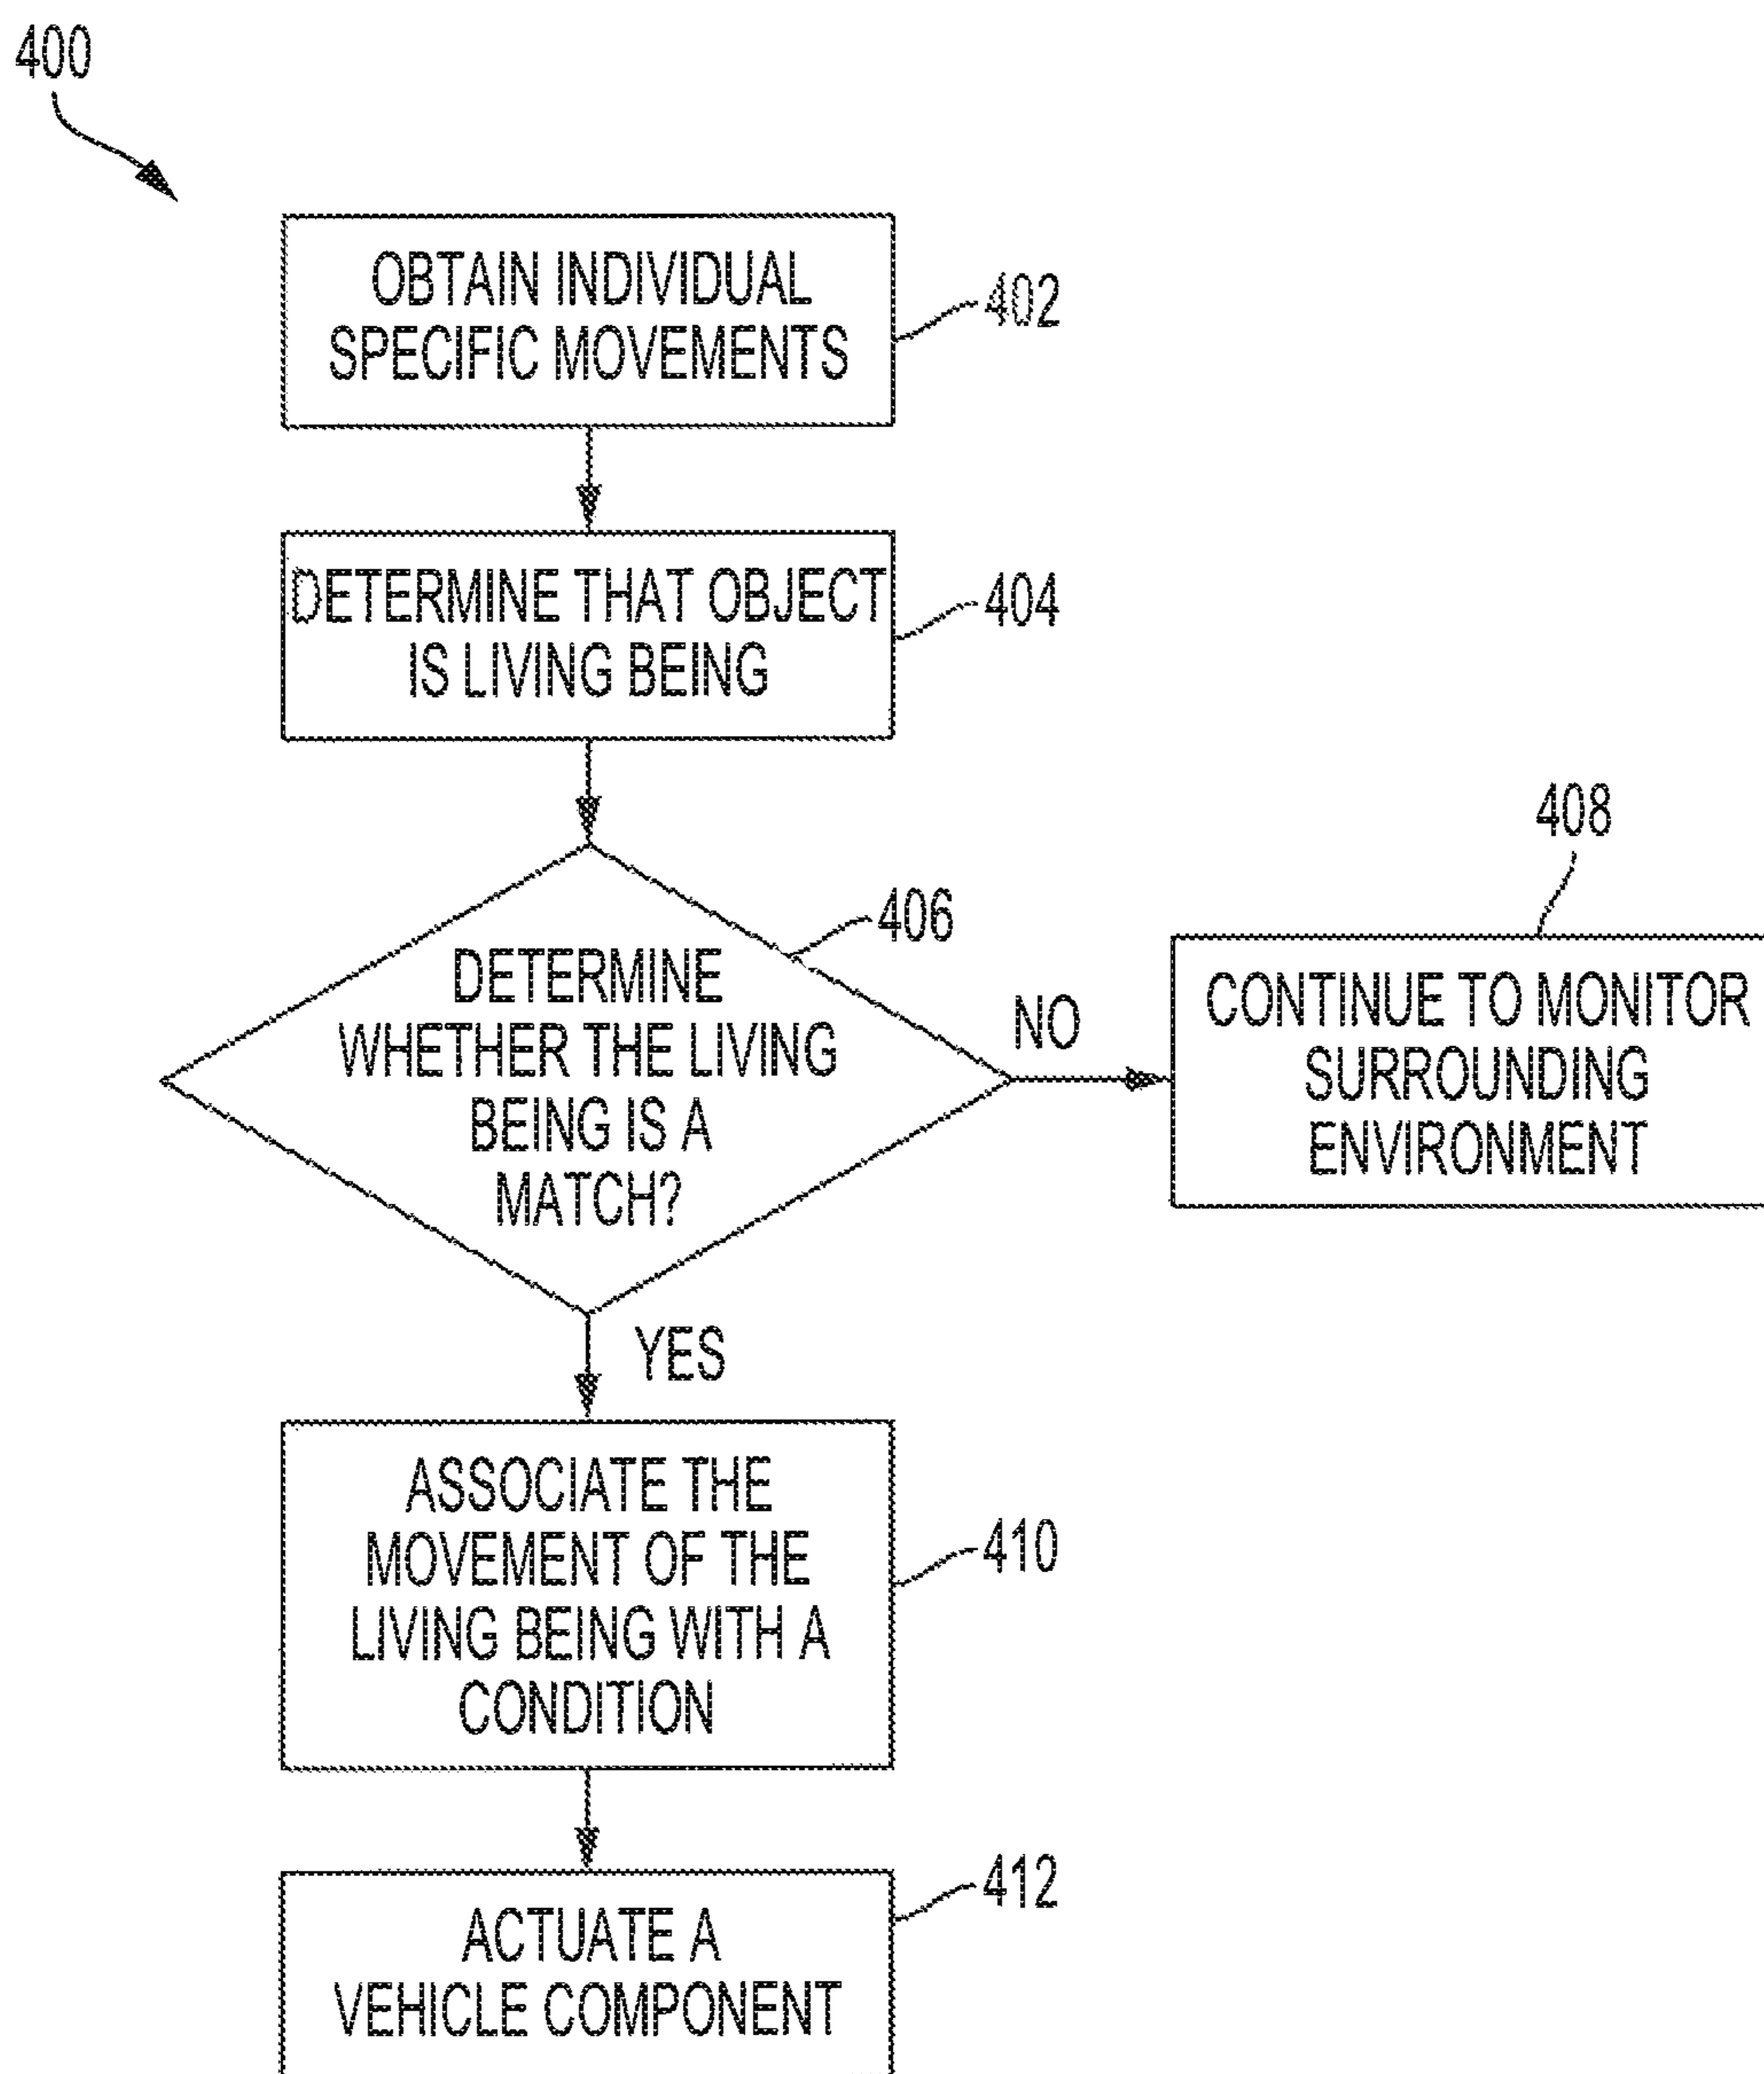 400
OBTAIN INDIVIDUAL
SPECIFIC MOVEMENTS
402
DETERMINE THAT OBJECT
IS LIVING BEING
404
DETERMINE
WHETHER THE LIVING
BEING IS A
MATCH?
406
NO
408
CONTINUE TO MONITOR
SURROUNDING
ENVIRONMENT
YES
ASSOCIATE THE
MOVEMENT OF THE
LIVING BEING WITH A
CONDITION
410
ACTUATE A
VEHICLE COMPONENT
412